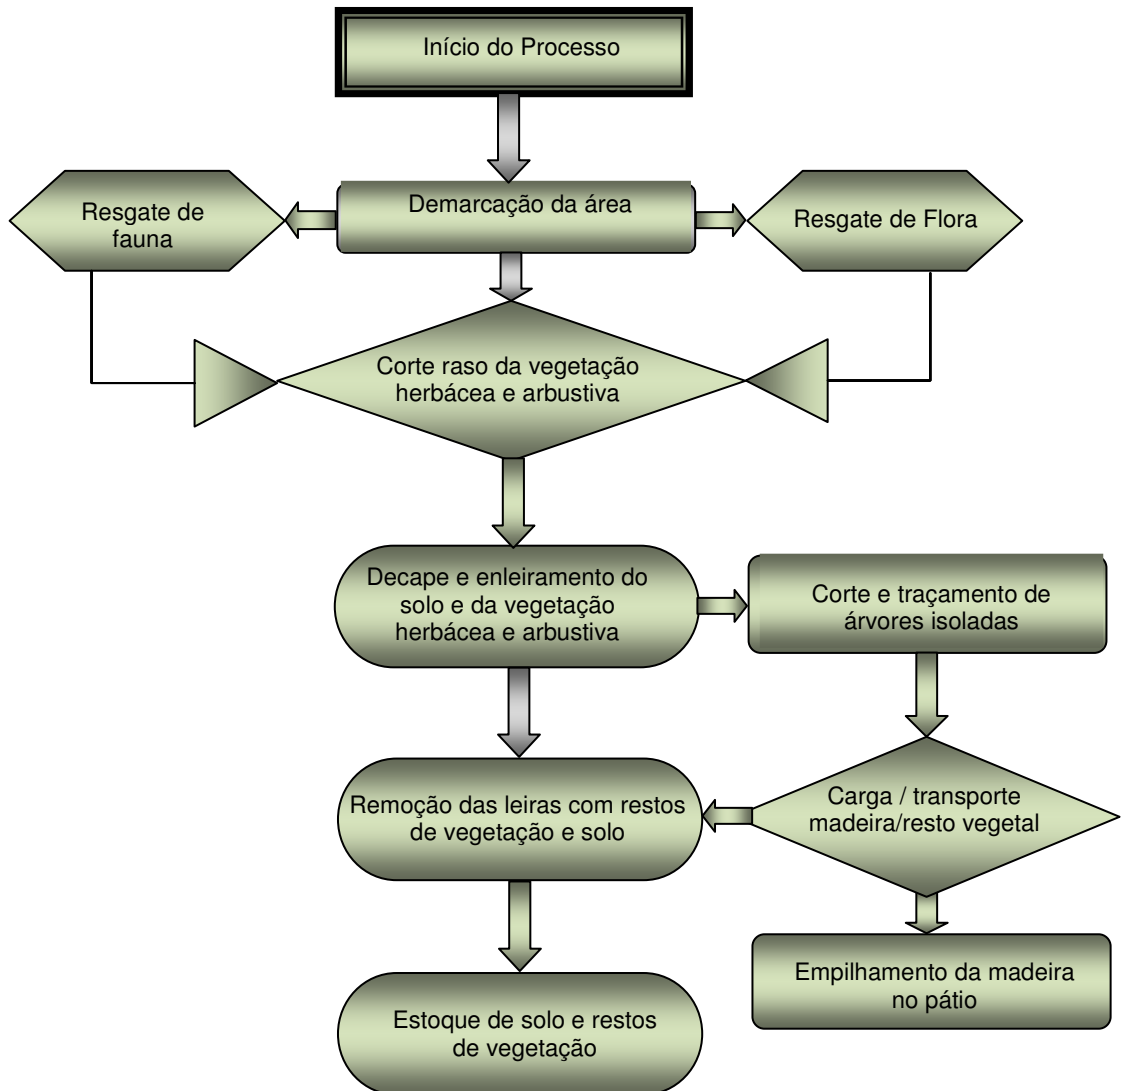 Início do Processo
Demarcação da área
Resgate de
fauna
Resgate de Flora
Corte raso da vegetação
herbácea e arbustiva
Decape e enleiramento do
solo e da vegetação
herbácea e arbustiva
Corte e traçamento de
árvores isoladas
Remoção das leiras com restos
de vegetação e solo
Carga / transporte
madeira/resto vegetal
Empilhamento da madeira
no pátio
Estoque de solo e restos
de vegetação